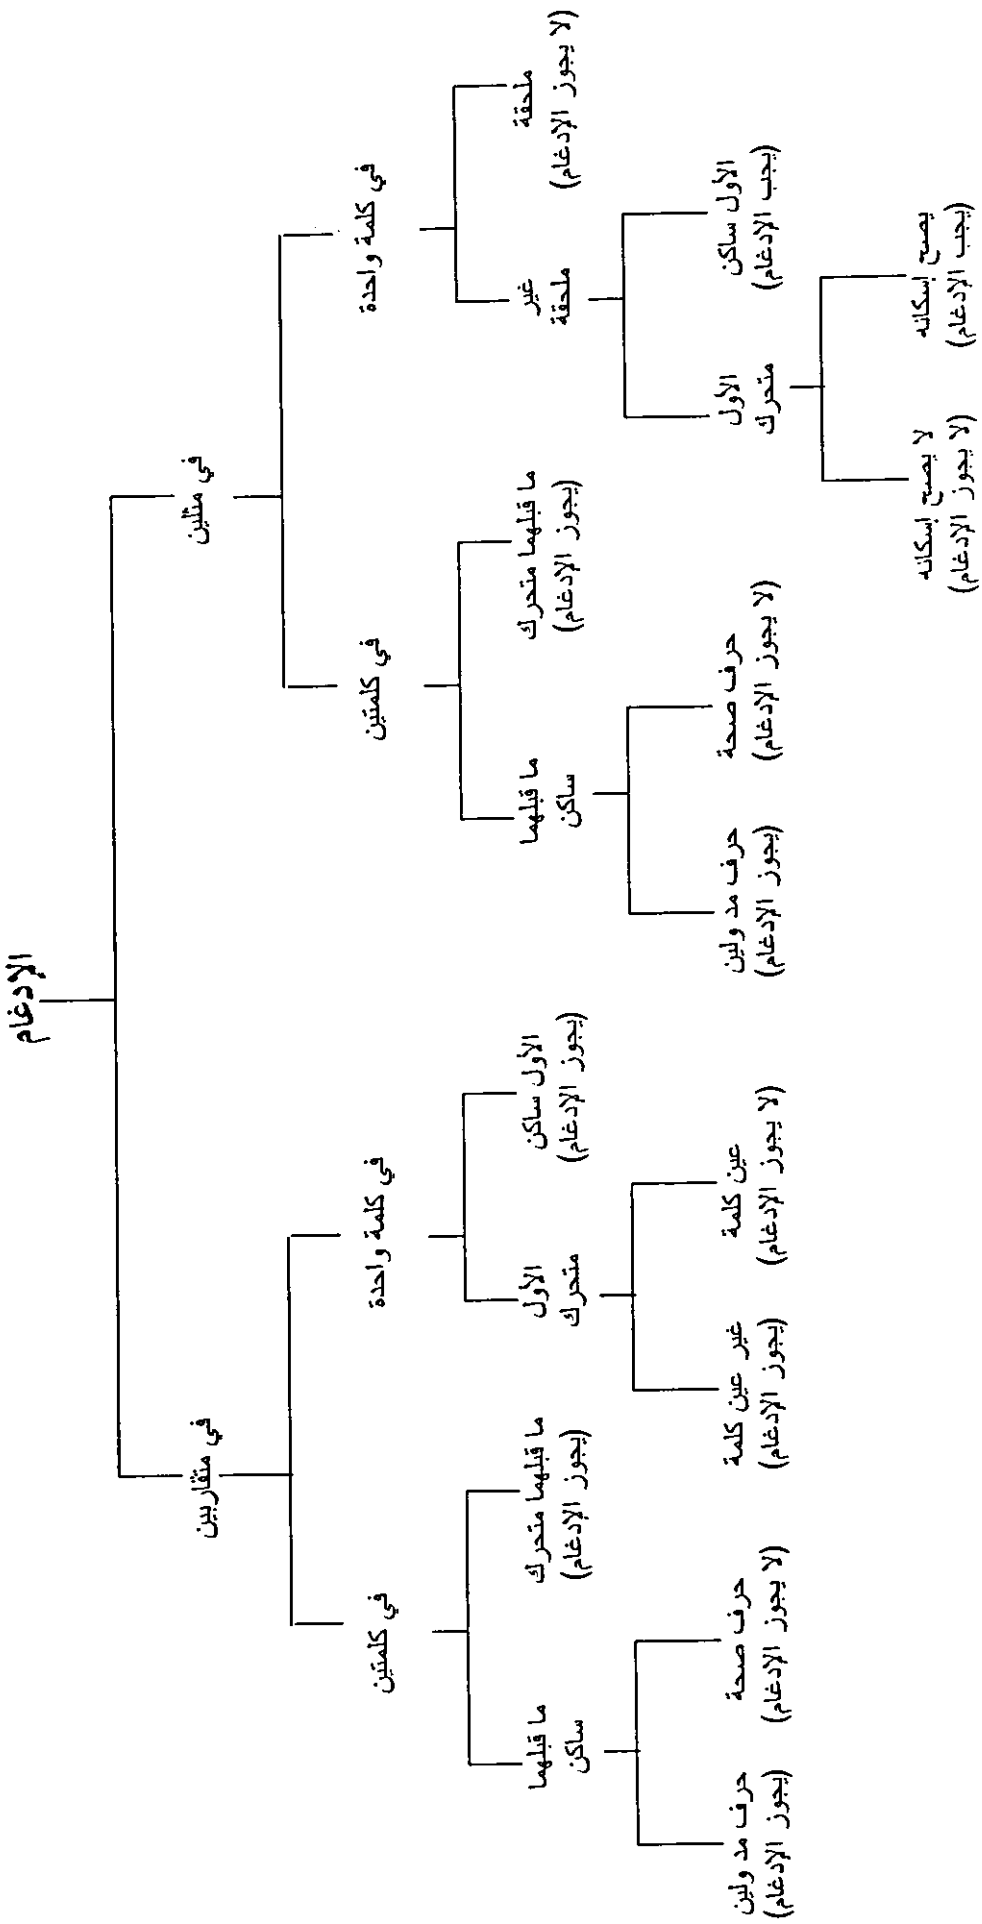 الإدغام
في مثلين
في متقاربين
في كلمة واحدة
في كلمتين
في كلمة واحدة
في كلمتين
ملحقة
(لا يجوز الإدغام)
غير
ملحقة
ما قبلهما متحرك
(يجوز الإدغام)
ما قبلهما
ساكن
الأول ساكن
(يجوز الإدغام)
الأول
متحرك
ما قبلهما متحرك
(يجوز الإدغام)
ما قبلهما
ساكن
الأول ساكن
(يجب الإدغام)
الأول
متحرك
حرف صحة
(لا يجوز الإدغام)
حرف مد ولين
(يجوز الإدغام)
عين كلمة
(لا يجوز الإدغام)
غير عين كلمة
(يجوز الإدغام)
حرف صحة
(لا يجوز الإدغام)
حرف مد ولين
(يجوز الإدغام)
يصح إسكانه
(يجب الإدغام)
لا يصح إسكانه
(لا يجوز الإدغام)